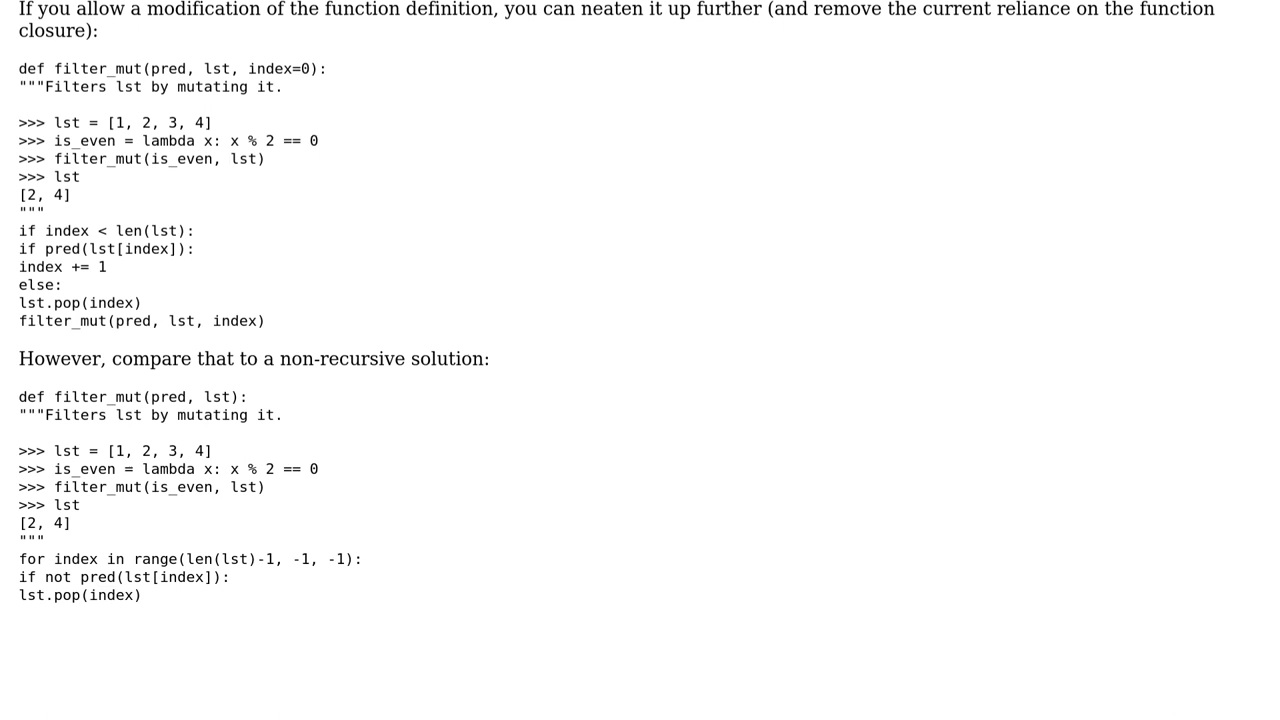 If you allow a modification of the function definition, you can neaten it up further (and remove the current reliance on the function
closure):
def filter_mut(pred, lst, index=0):
"""Filters lst by mutating it.
>>> lst = [1, 2, 3, 4]
>>> is_even = lambda x: x % 2 == 0
>>> filter_mut(is_even, lst)
>>> lst
[2, 4]
"""
if index < len(lst):
if pred(lst[index]):
index += 1
else:
lst.pop(index)
filter_mut(pred, lst, index)
However, compare that to a non-recursive solution:
def filter_mut(pred, lst):
"""Filters lst by mutating it.
>>> lst = [1, 2, 3, 4]
>>> is_even = lambda x: x % 2 == 0
>>> filter_mut(is_even, lst)
>>> lst
[2, 4]
"""
for index in range(len(lst)-1, -1, -1):
if not pred(lst[index]):
lst.pop(index)